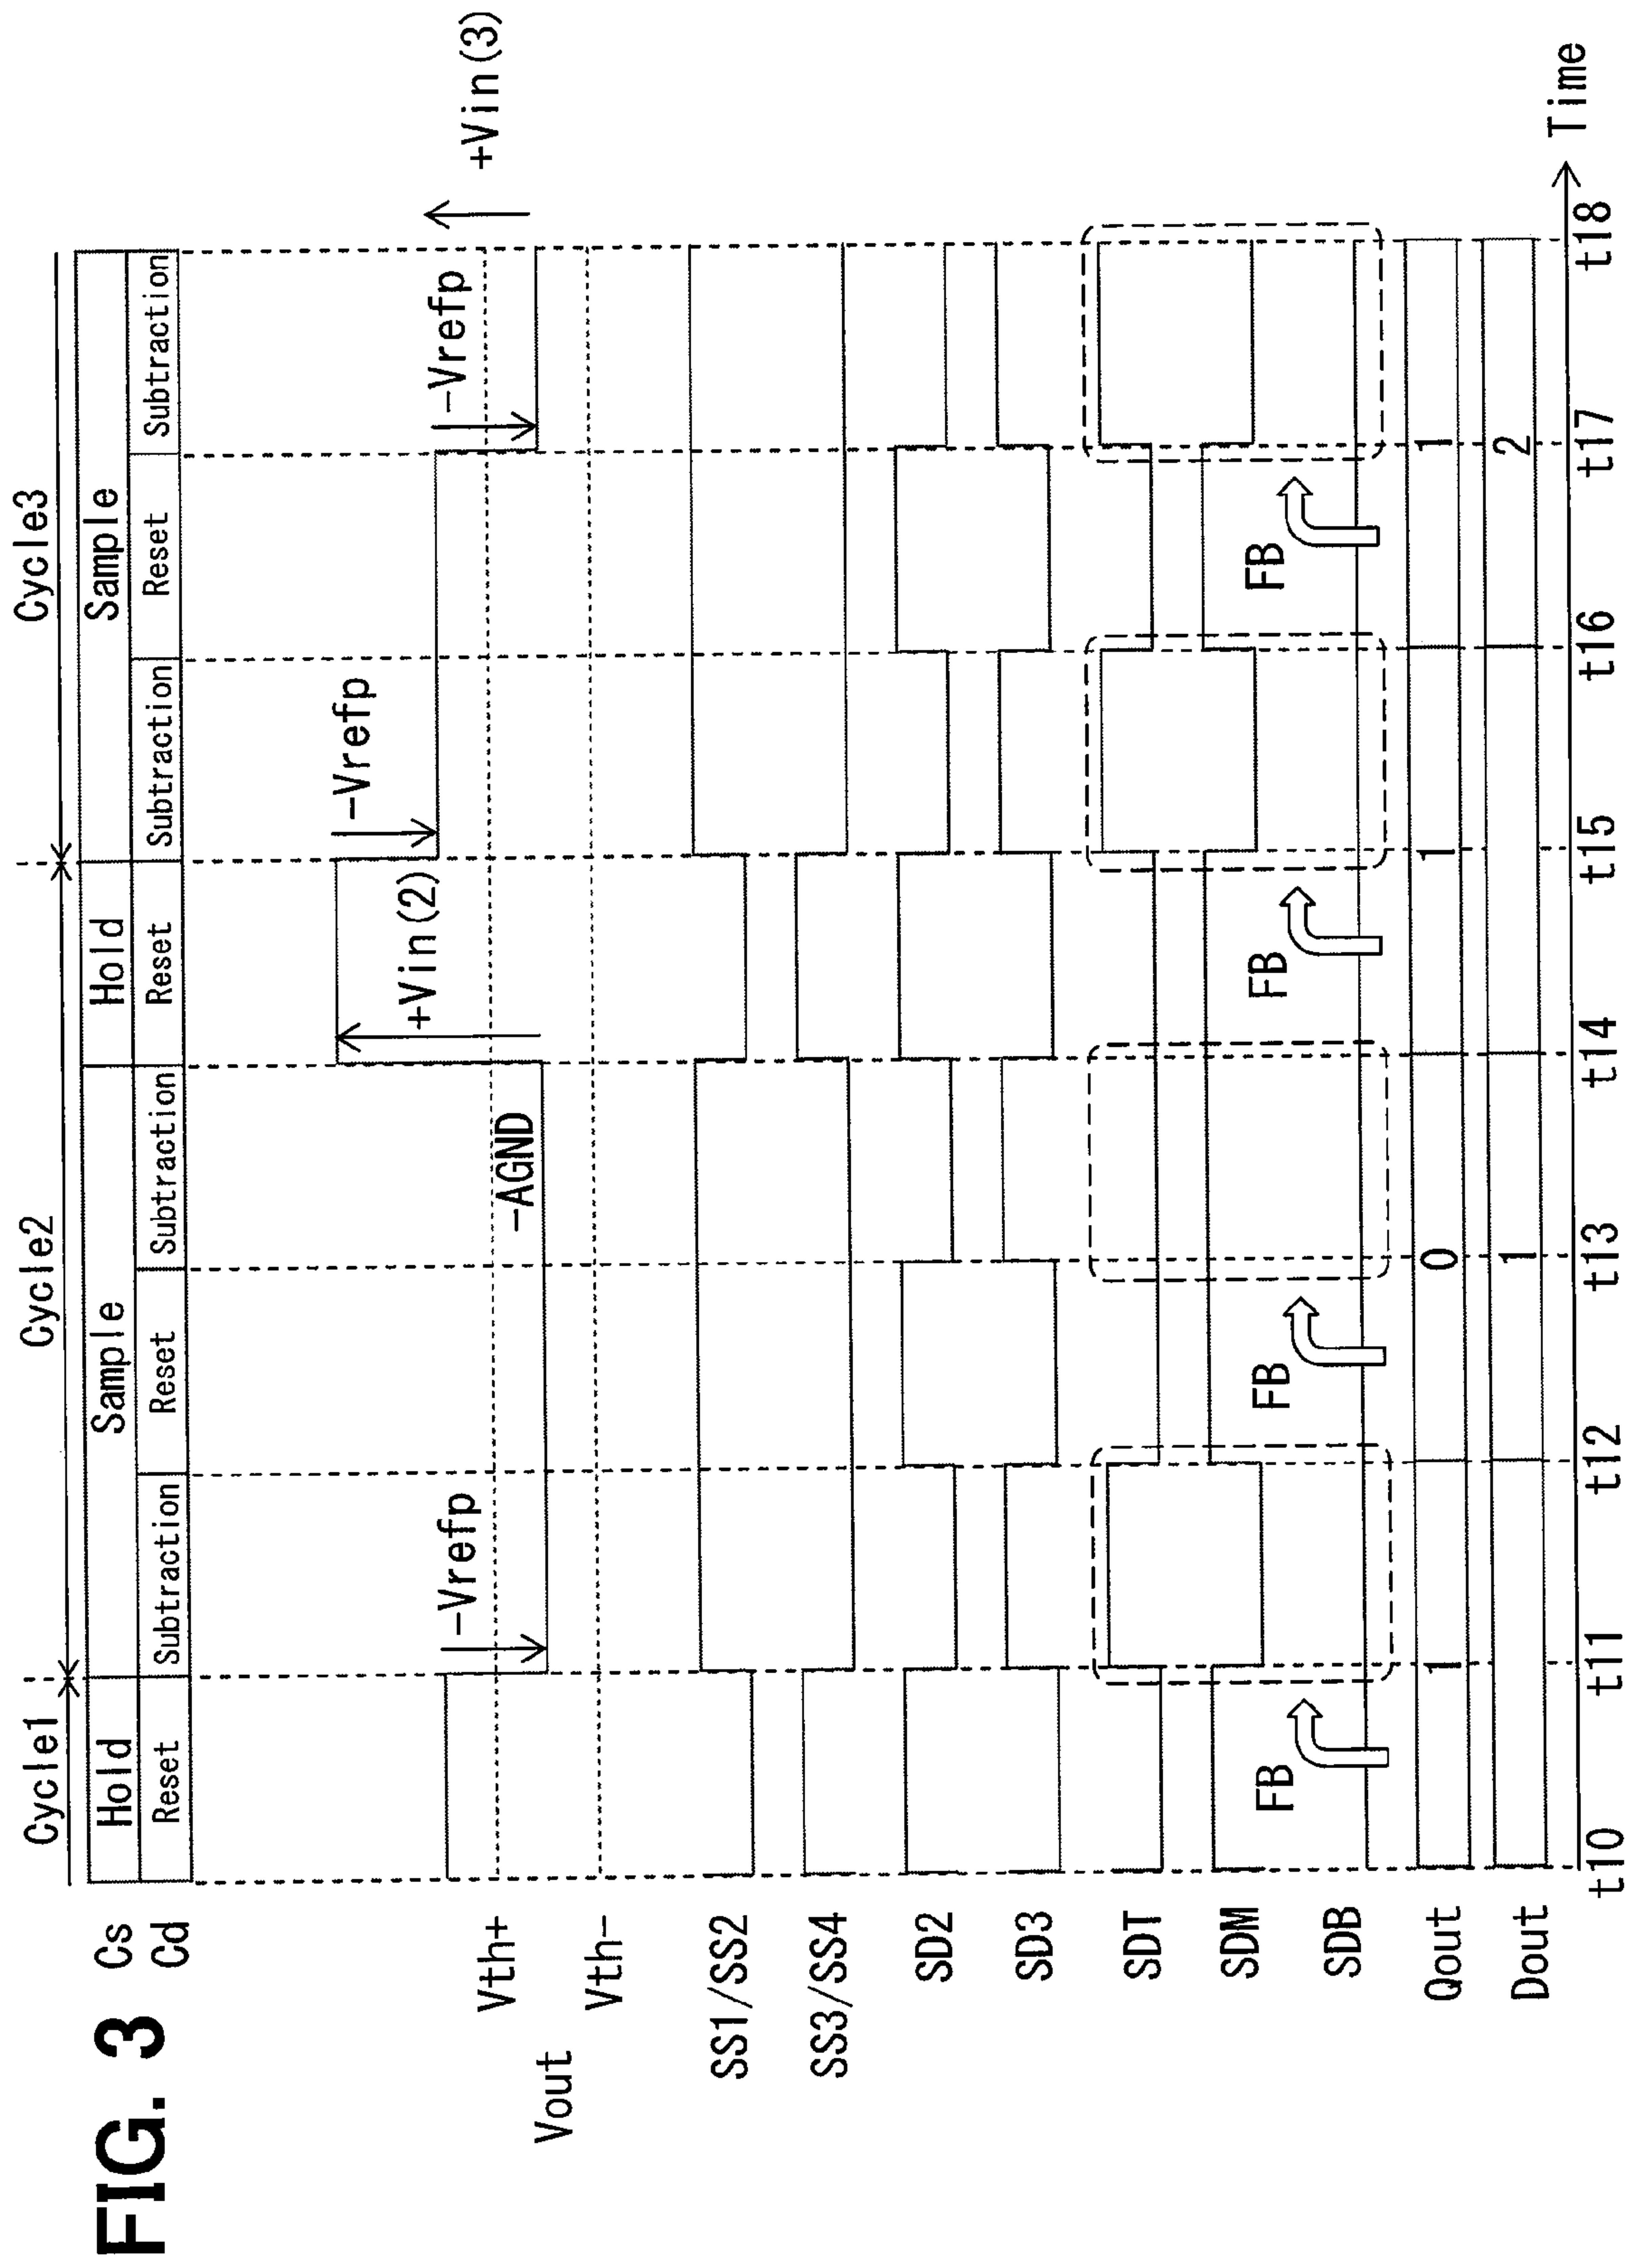 FIG. 3
Cycle1 Cycle2 Cycle3
Cs Hold Sample Hold Sample
Cd Reset Subtraction Reset Subtraction Reset Subtraction Reset Subtraction
-Vrefp -AGND +Vin(2) -Vrefp -Vrefp +Vin(3)
Vth+
Vout
Vth-
SS1/SS2
SS3/SS4
SD2
SD3
SDT
SDM
FB FB FB FB
SDB
Qout 1 0 1 1
Dout 1 2
t10 t11 t12 t13 t14 t15 t16 t17 t18 Time